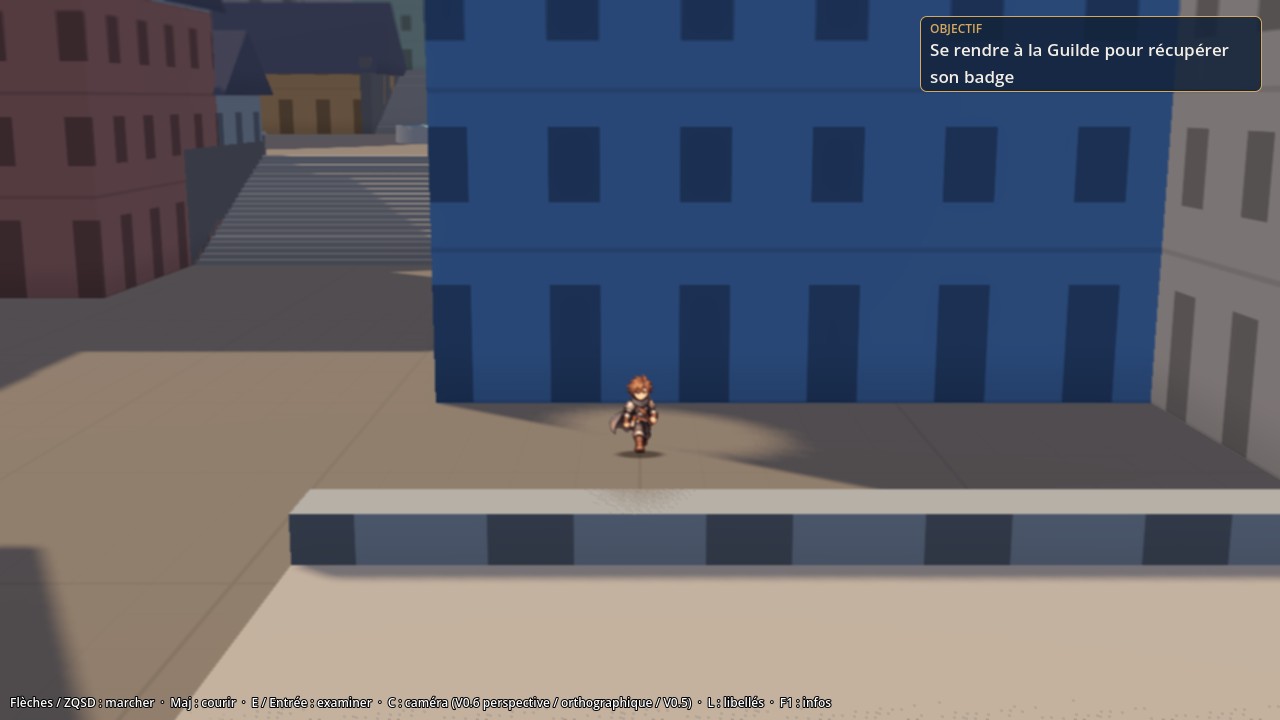 OBJECTIF
Se rendre à la Guilde pour récupérer
son badge
Flèches / ZQSD : marcher · Maj : courir · E / Entrée : examiner · C : caméra (V0.6 perspective / orthographique / V0.5) · L : libellés · F1 : infos